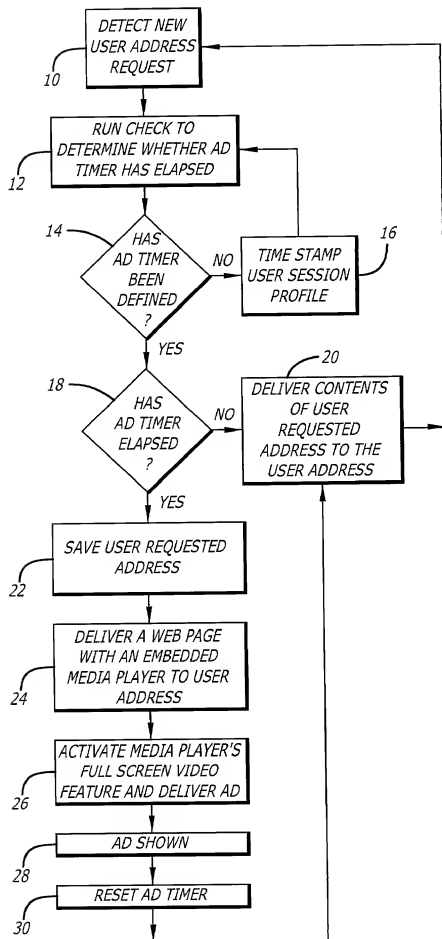 DETECT NEW
USER ADDRESS
REQUEST
10
RUN CHECK TO
DETERMINE WHETHER AD
TIMER HAS ELAPSED
12
14
HAS
AD TIMER
BEEN
DEFINED
?
NO
TIME STAMP
USER SESSION
PROFILE
16
YES
18
HAS
AD TIMER
ELAPSED
?
NO
20
DELIVER CONTENTS
OF USER
REQUESTED
ADDRESS TO THE
USER ADDRESS
YES
SAVE USER REQUESTED
ADDRESS
22
DELIVER A WEB PAGE
WITH AN EMBEDDED
MEDIA PLAYER TO USER
ADDRESS
24
ACTIVATE MEDIA PLAYER'S
FULL SCREEN VIDEO
FEATURE AND DELIVER AD
26
AD SHOWN
28
RESET AD TIMER
30